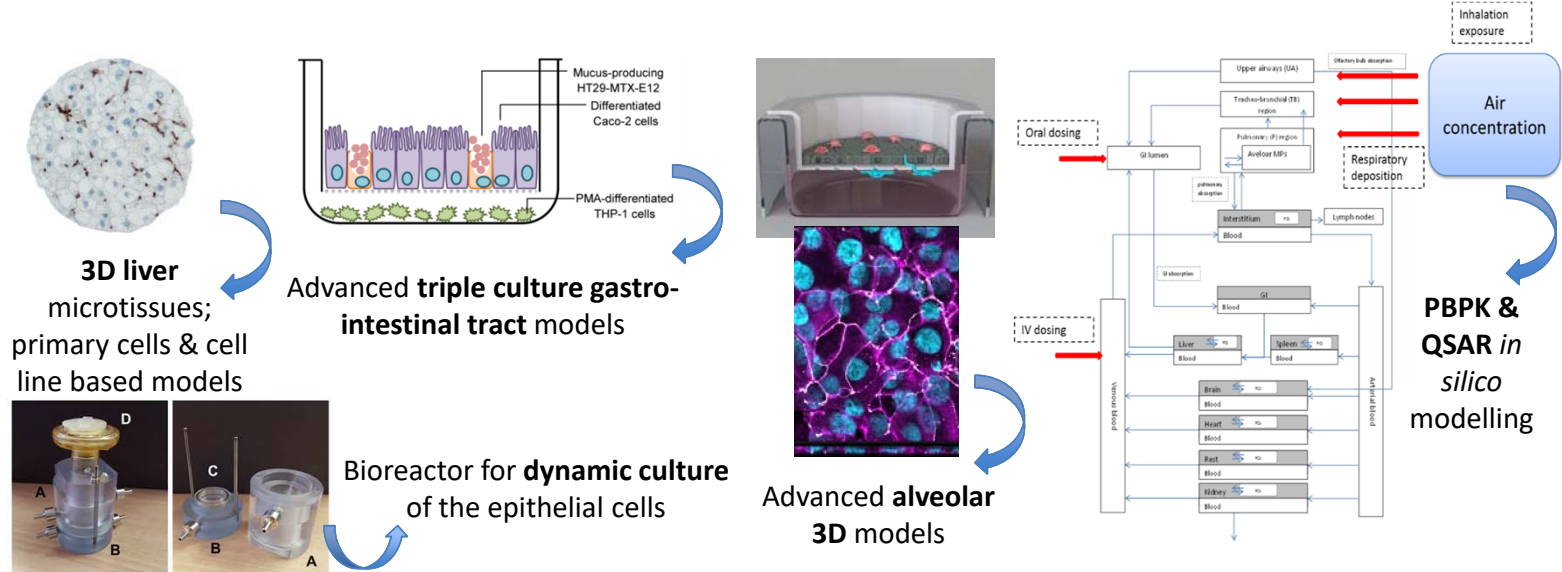 3D liver
microtissues;
primary cells & cell
line based models
Mucus-producing
HT29-MTX-E12
Differentiated
Caco-2 cells
PMA-differentiated
THP-1 cells
Advanced triple culture gastro-
intestinal tract models
D
A
B
C
B
A
Bioreactor for dynamic culture
of the epithelial cells
Advanced alveolar
3D models
Inhalation
exposure
Air
concentration
Respiratory
deposition
Olfactory bulb absorption
Upper airways (UA)
Tracheo-bronchial (TB)
region
Pulmonary (P) region
Aveloar MPs
Oral dosing
GI lumen
pulmonary
absorption
Interstitium
Blood
Lymph nodes
GI absorption
GI
Blood
IV dosing
Liver
Blood
Spleen
Blood
Venous blood
Arterial blood
Brain
Blood
Heart
Blood
Rest
Blood
Kidney
Blood
PBPK &
QSAR in
silico
modelling